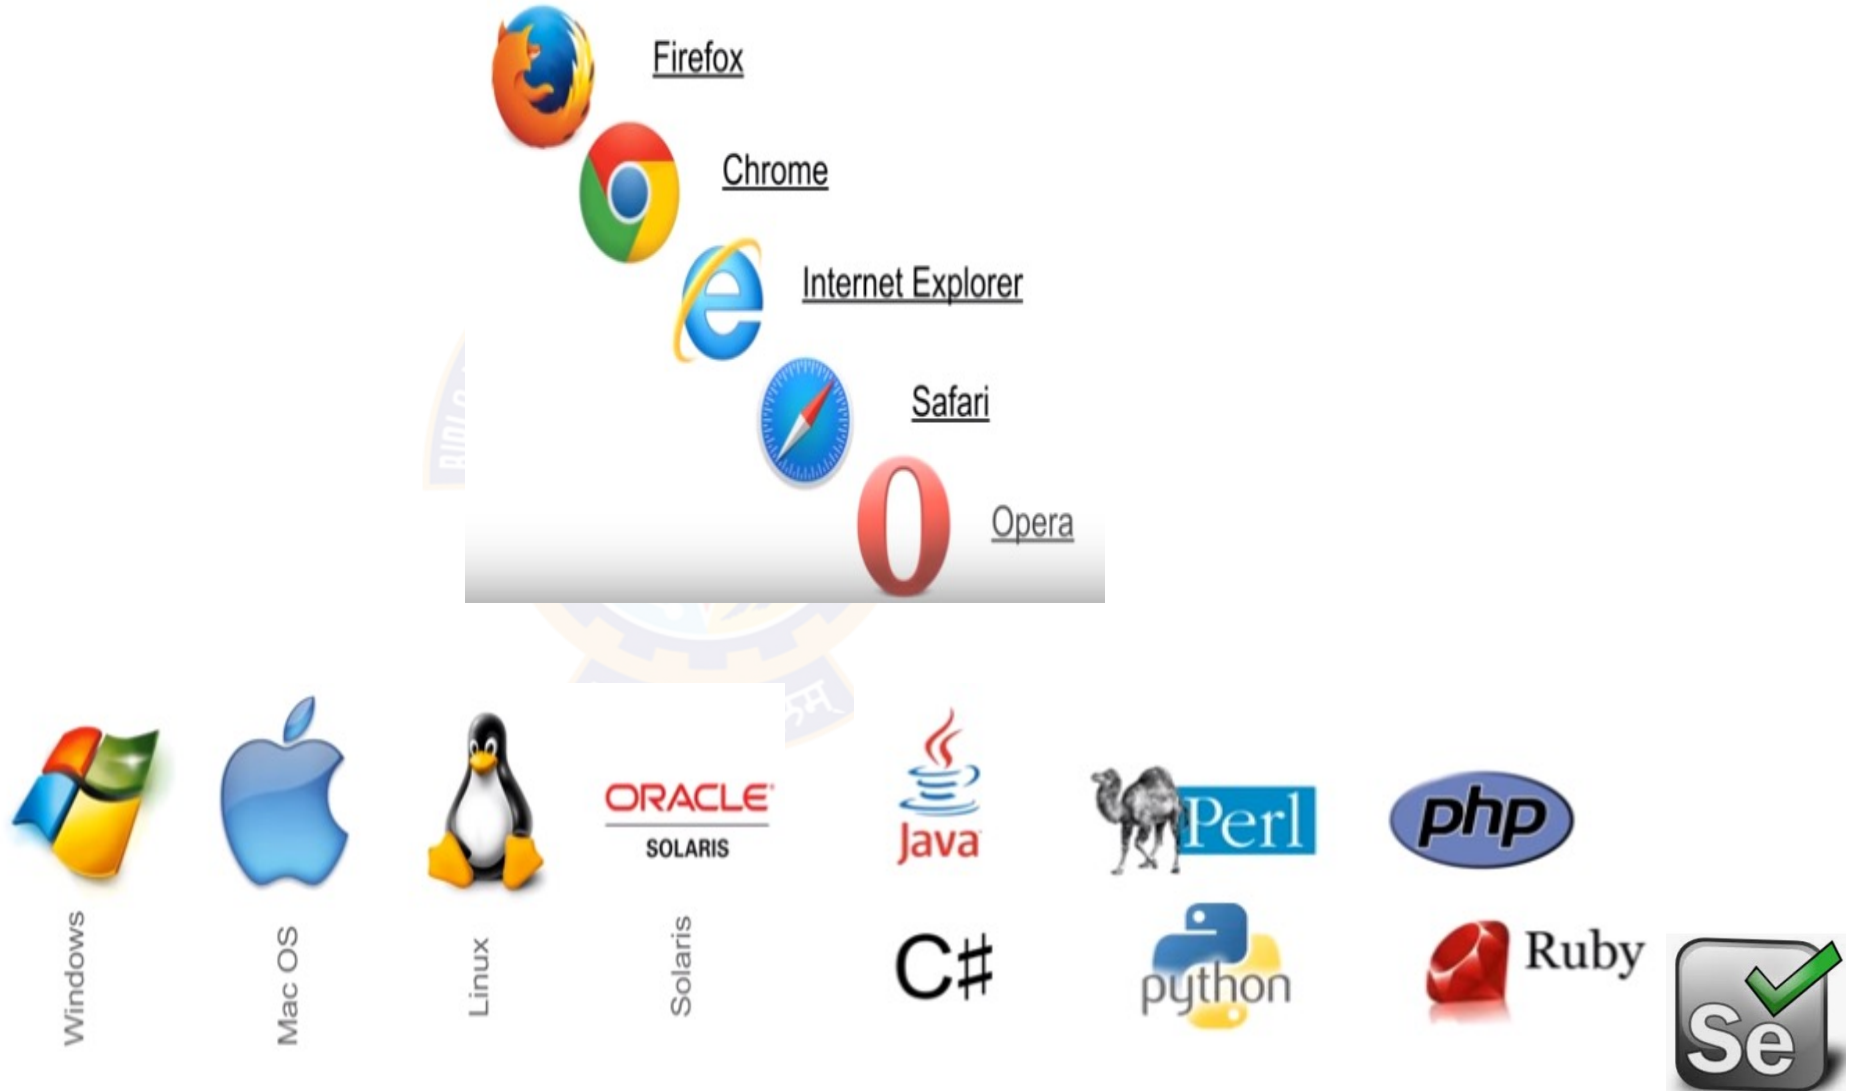 Firefox
Chrome
Internet Explorer
Safari
Opera
ORACLE
SOLARIS
Java
Perl
php
Windows
Mac OS
Linux
Solaris
C#
python
Ruby
Se